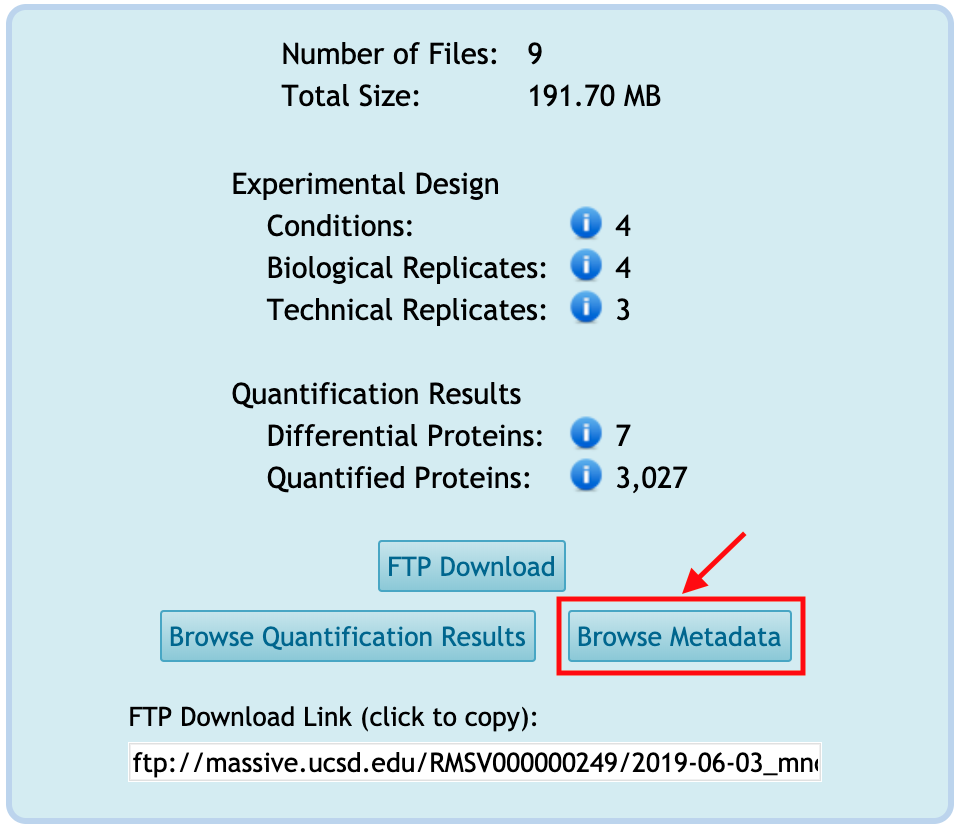 Number of Files: 9
Total Size: 191.70 MB
Experimental Design
Conditions: i 4
Biological Replicates: i 4
Technical Replicates: i 3
Quantification Results
Differential Proteins: i 7
Quantified Proteins: i 3,027
FTP Download
Browse Quantification Results Browse Metadata
FTP Download Link (click to copy):
ftp://massive.ucsd.edu/RMSV000000249/2019-06-03_mn